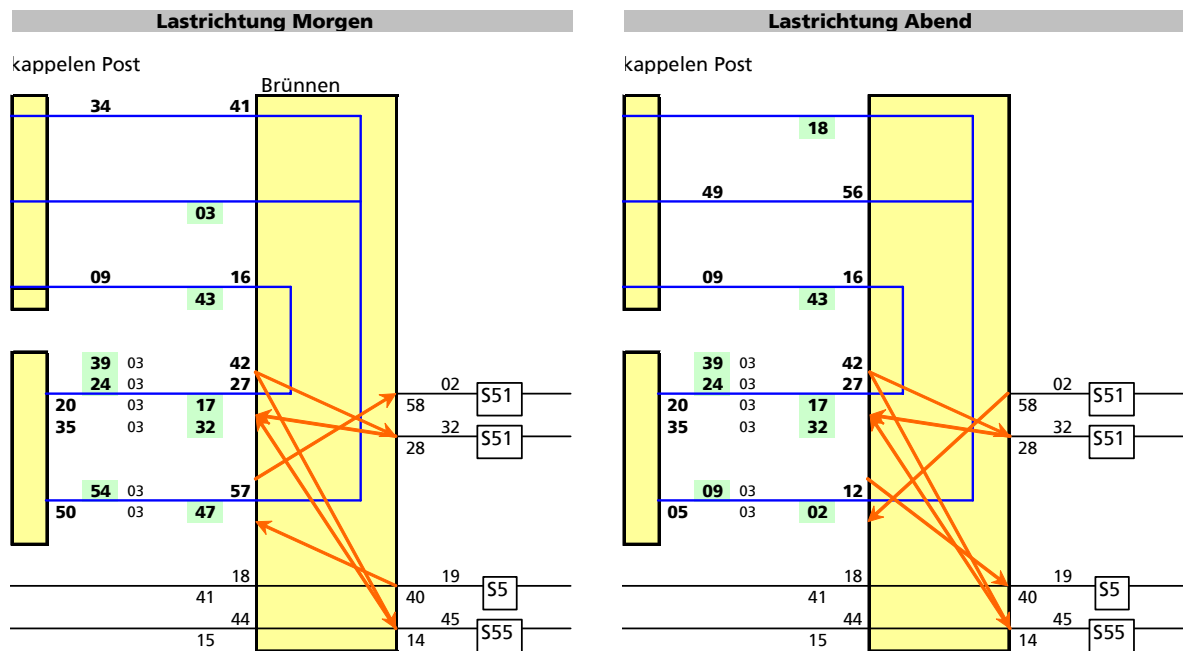 Lastrichtung Morgen
kappelen Post
Brünnen
34 41
03
09 16
43
39 03 42
24 03 27
20 03 17
35 03 32
02
S51
58
32
S51
28
54 03 57
50 03 47
18 19
S5
41 40
44 45
S55
15 14
Lastrichtung Abend
kappelen Post
18
49 56
09 16
43
39 03 42
24 03 27
20 03 17
35 03 32
02
S51
58
32
S51
28
09 03 12
05 03 02
18 19
S5
41 40
44 45
S55
15 14